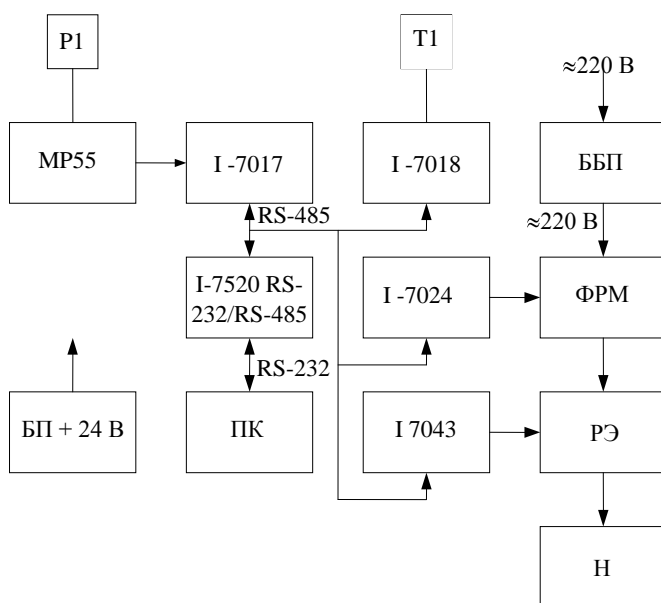 P1
T1
≈220 В
МР55
I -7017
I -7018
ББП
RS-485
≈220 В
I-7520 RS-
232/RS-485
I -7024
ФРМ
RS-232
БП + 24 В
ПК
I 7043
РЭ
Н